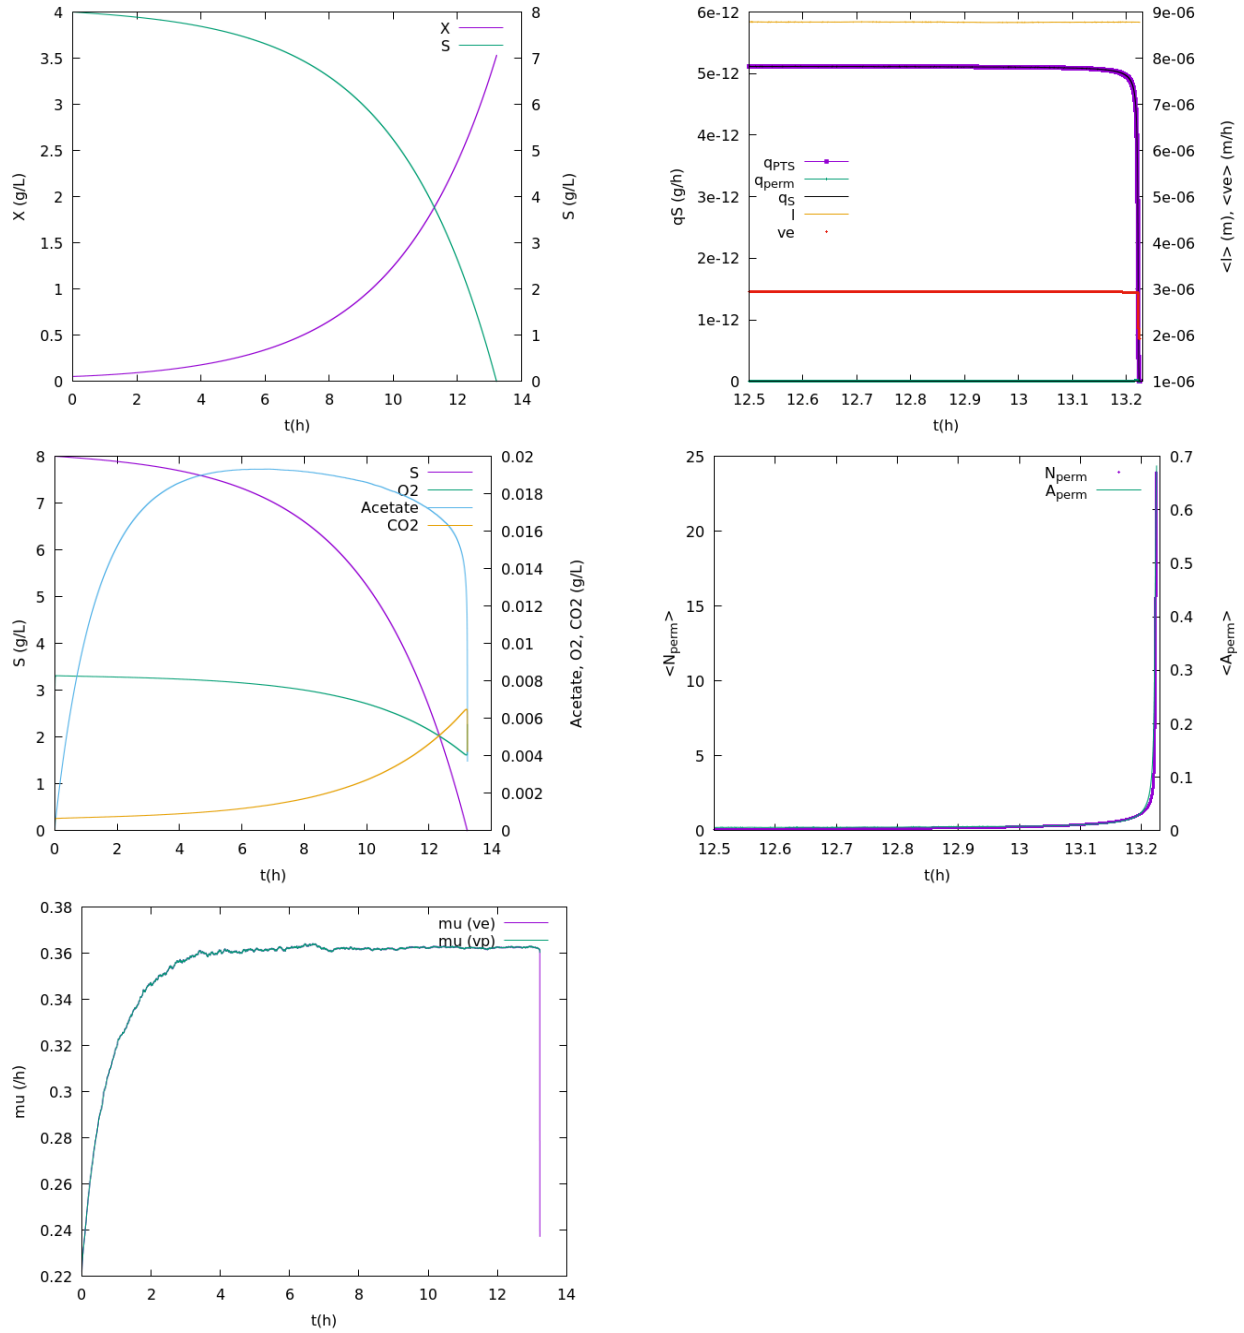 X
S
X (g/L)
S (g/L)
0
0.5
1
1.5
2
2.5
3
3.5
4
0
1
2
3
4
5
6
7
8
0 2 4 6 8 10 12 14
t(h)
qPTS
qperm
qS
l
ve
qS (g/h)
<l> (m), <ve> (m/h)
0
1e-12
2e-12
3e-12
4e-12
5e-12
6e-12
1e-06
2e-06
3e-06
4e-06
5e-06
6e-06
7e-06
8e-06
9e-06
12.5 12.6 12.7 12.8 12.9 13 13.1 13.2
t(h)
S
O2
Acetate
CO2
S (g/L)
Acetate, O2, CO2 (g/L)
0
1
2
3
4
5
6
7
8
0
0.002
0.004
0.006
0.008
0.01
0.012
0.014
0.016
0.018
0.02
0 2 4 6 8 10 12 14
t(h)
Nperm
Aperm
<Nperm>
<Aperm>
0
5
10
15
20
25
0
0.1
0.2
0.3
0.4
0.5
0.6
0.7
12.5 12.6 12.7 12.8 12.9 13 13.1 13.2
t(h)
mu (ve)
mu (vp)
mu (/h)
0.22
0.24
0.26
0.28
0.3
0.32
0.34
0.36
0.38
0 2 4 6 8 10 12 14
t(h)